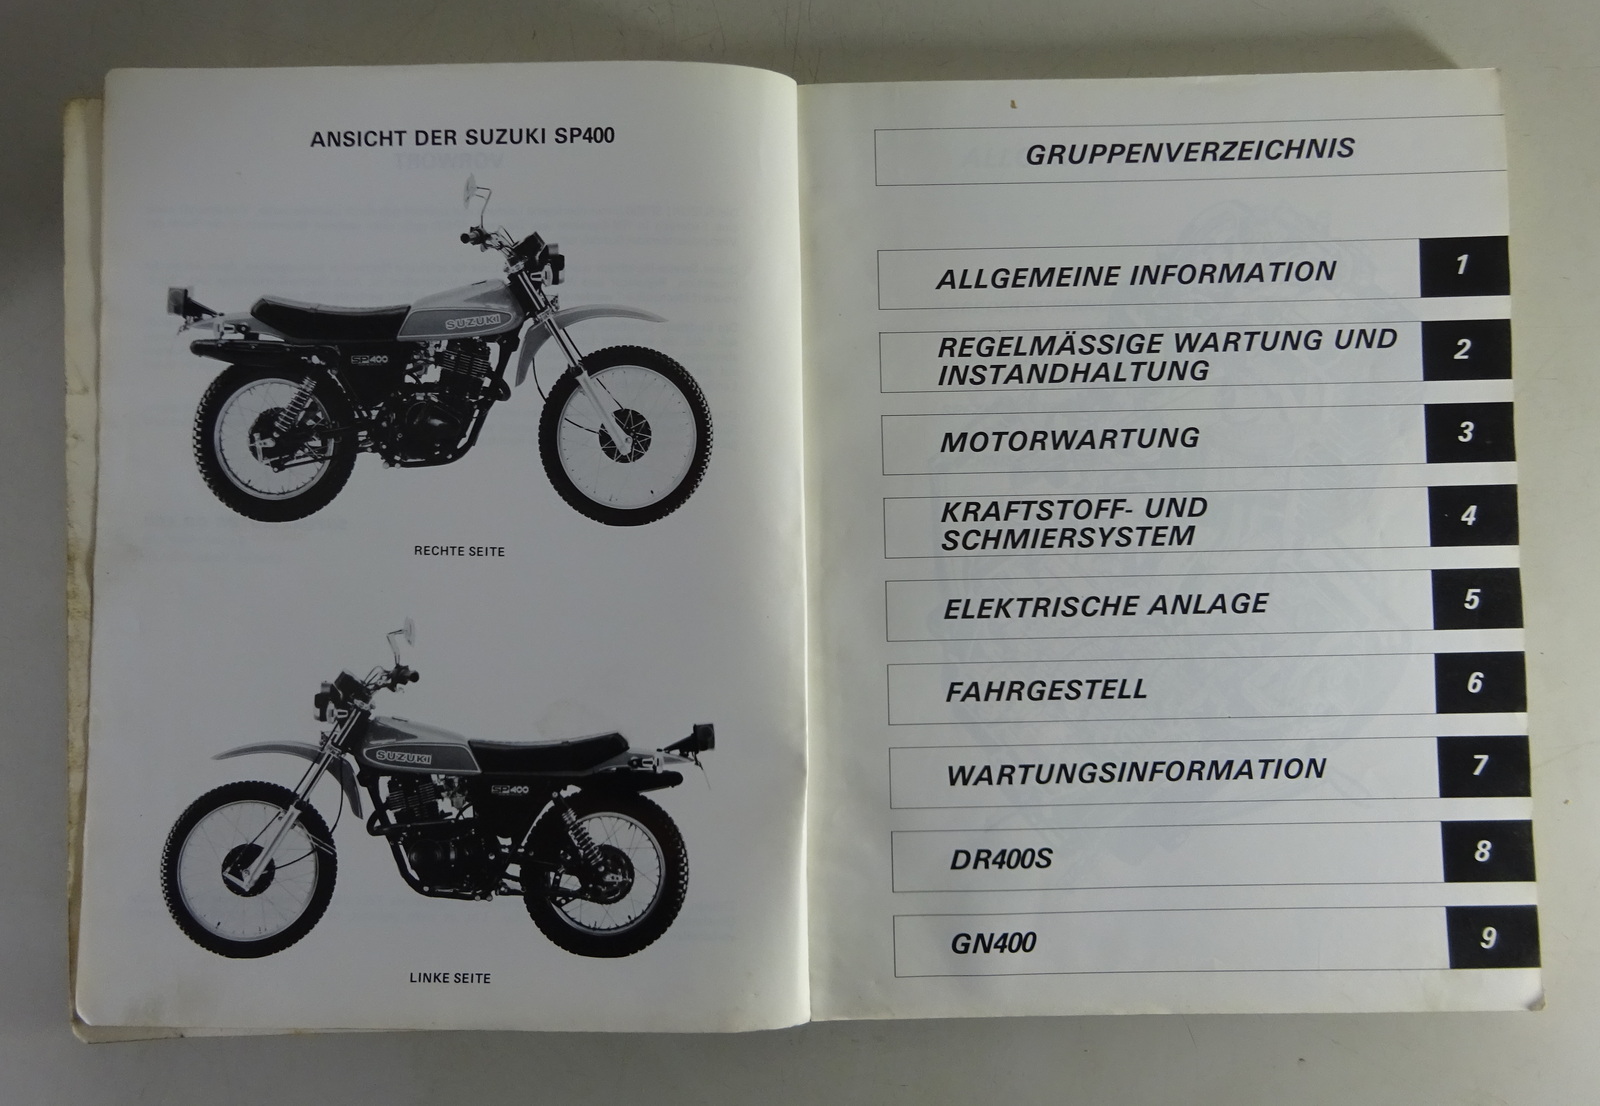 ANSICHT DER SUZUKI SP400
SUZUKI
SP400
RECHTE SEITE
SUZUKI
SP400
LINKE SEITE
GRUPPENVERZEICHNIS
ALLGEMEINE INFORMATION 1
REGELMÄSSIGE WARTUNG UND
INSTANDHALTUNG 2
MOTORWARTUNG 3
KRAFTSTOFF- UND
SCHMIERSYSTEM 4
ELEKTRISCHE ANLAGE 5
FAHRGESTELL 6
WARTUNGSINFORMATION 7
DR400S 8
GN400 9